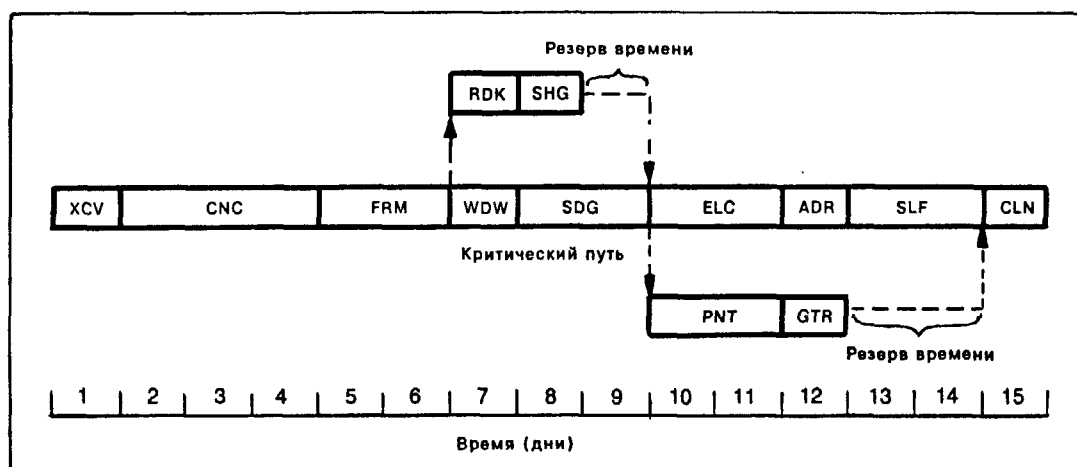 Резерв времени
RDK SHG
XCV CNC FRM WDW SDG ELC ADR SLF CLN
Критический путь
PNT GTR
Резерв времени
1 2 3 4 5 6 7 8 9 10 11 12 13 14 15
Время (дни)